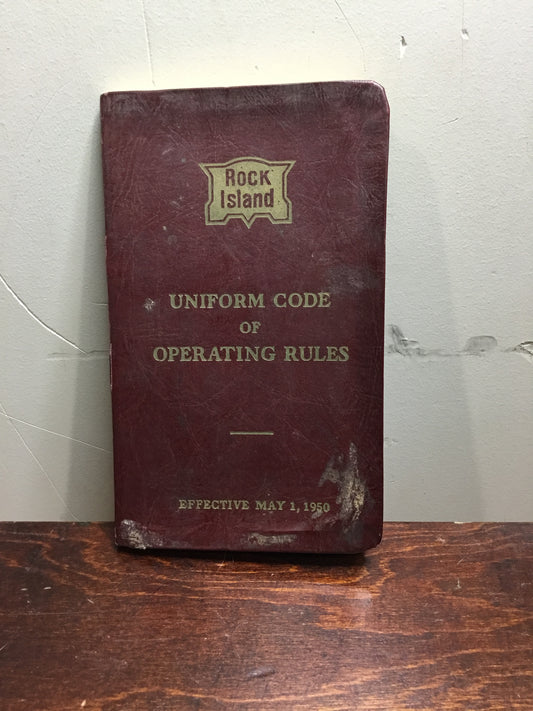 Rock
Island
UNIFORM CODE
OF
OPERATING RULES
EFFECTIVE MAY 1, 1950